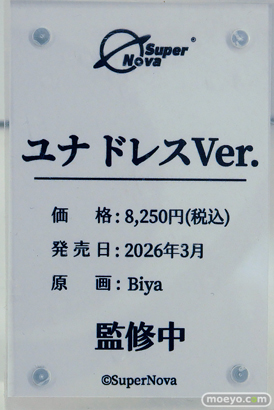 Super
Nova®
ユナ ドレスVer.
価 格: 8,250円(税込)
発売日: 2026年3月
原 画: Biya
監修中
©SuperNova
moeyo.com